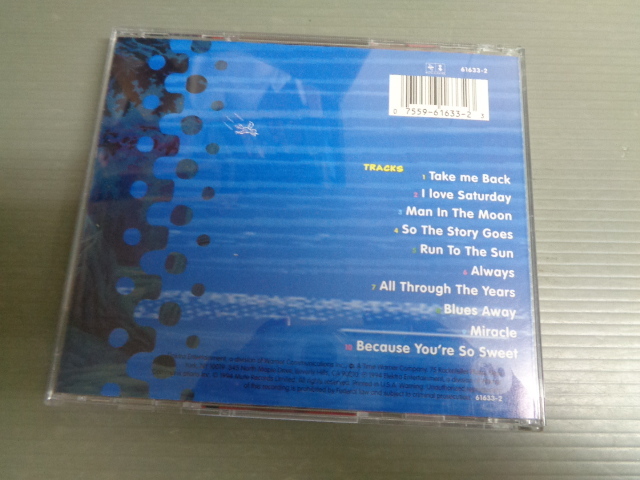 61633-2
0 7559-61633-2 3
TRACKS
1 Take me Back
2 I love Saturday
3 Man In The Moon
4 So The Story Goes
5 Run To The Sun
6 Always
7 All Through The Years
Blues Away
Miracle
10 Because You're So Sweet
61633-2